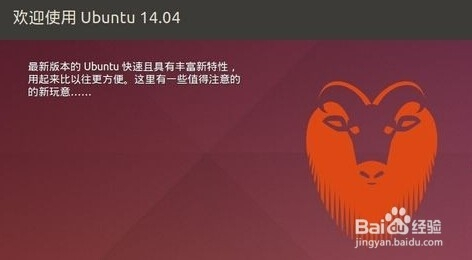 欢迎使用 Ubuntu 14.04
最新版本的 Ubuntu 快速且具有丰富新特性，
用起来比以往更方便。这里有一些值得注意的
的新玩意……
Baidu经验
jingyan.baidu.com